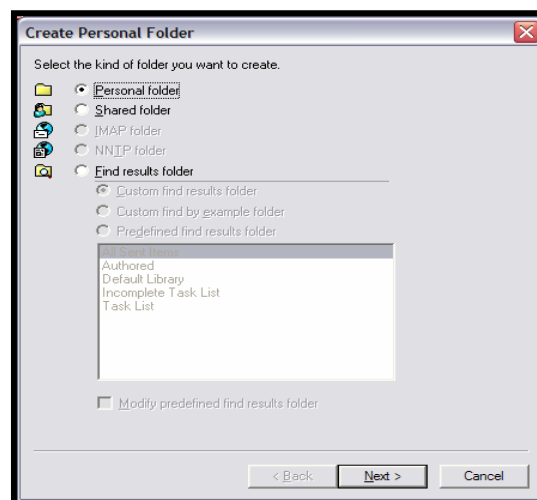 Create Personal Folder
Select the kind of folder you want to create.
Personal folder
Shared folder
IMAP folder
NNTP folder
Find results folder
Custom find results folder
Custom find by example folder
Predefined find results folder
All Sent Items
Authored
Default Library
Incomplete Task List
Task List
Modify predefined find results folder
< Back Next > Cancel